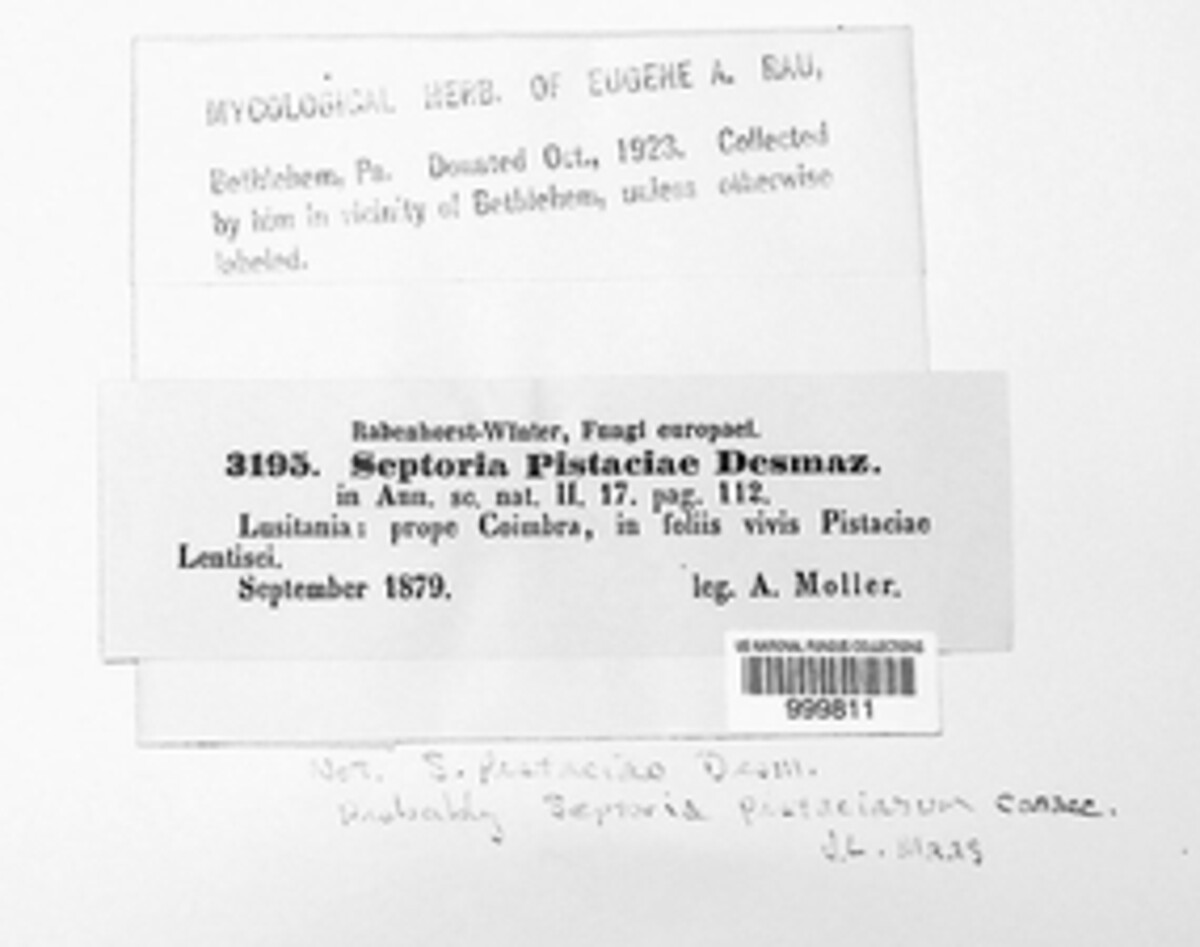 MYCOLOGICAL HERB. OF EUGENE A. RAU,
Bethlehem, Pa. Donated Oct., 1923. Collected
by him in vicinity of Bethlehem, unless otherwise
labeled.
Rabenhorst-Winter, Fungi europaei.
3195. Septoria Pistaciae Desmaz.
in Ann. sc. nat. II. 17. pag. 112.
Lusitania: prope Coimbra, in foliis vivis Pistaciae
Lentisci.
September 1879. leg. A. Moller.
US NATIONAL FUNGUS COLLECTIONS
999811
Not. S. pistaciae Desm.
Probably Septoria pistaciarum Carac.
J.L. Maas